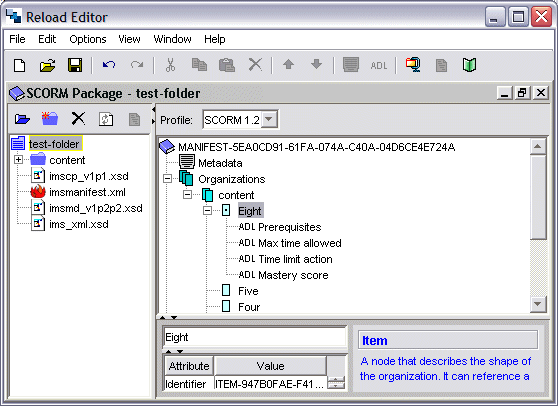 Reload Editor
File Edit Options View Window Help
ADL
SCORM Package - test-folder
test-folder
content
imscp_v1p1.xsd
imsmanifest.xml
imsmd_v1p2p2.xsd
ims_xml.xsd
Profile: SCORM 1.2
MANIFEST-5EA0CD91-61FA-074A-C40A-04D6CE4E724A
Metadata
Organizations
content
Eight
ADL Prerequisites
ADL Max time allowed
ADL Time limit action
ADL Mastery score
Five
Four
Eight
Attribute Value
Identifier ITEM-947B0FAE-F41...
Item
A node that describes the shape of
the organization. It can reference a